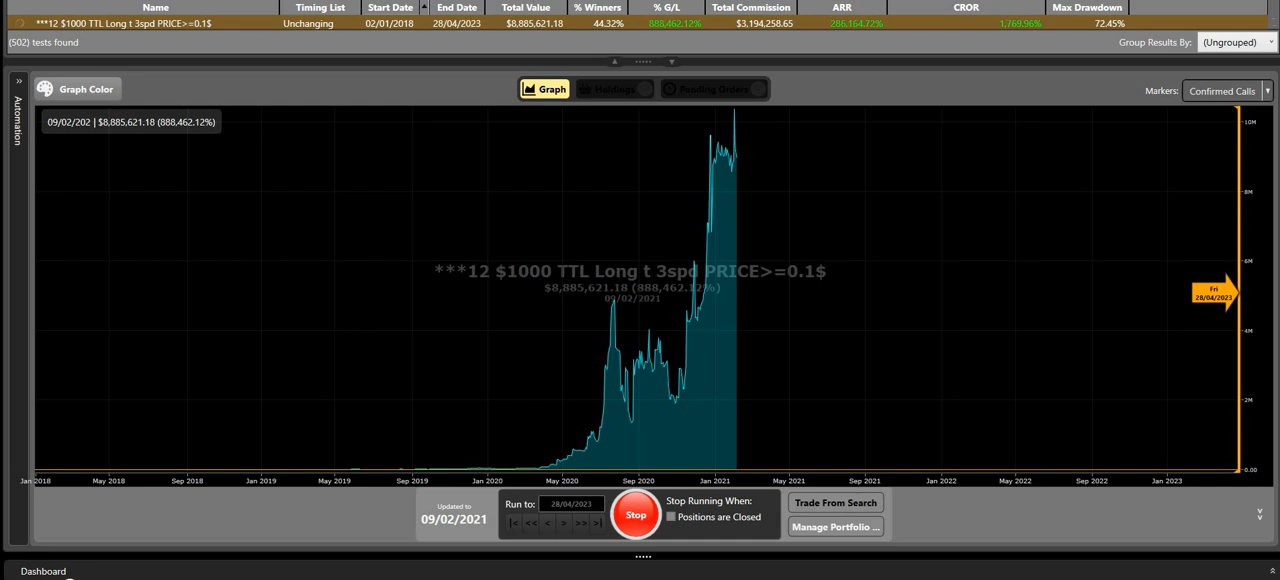 Name Timing List Start Date End Date Total Value % Winners % G/L Total Commission ARR CROR Max Drawdown
***12 $1000 TTL Long t 3spd PRICE>=0.1$ Unchanging 02/01/2018 28/04/2023 $8,885,621.18 44.32% 888,462.12% $3,194,258.65 286,164.72% 1,769.96% 72.45%
(502) tests found Group Results By: (Ungrouped)
» Graph Color Graph Holdings Pending Orders Markers: Confirmed Calls
Automation
09/02/202 | $8,885,621.18 (888,462.12%)
10M
8M
6M
4M
2M
0.00
***12 $1000 TTL Long t 3spd PRICE>=0.1$
$8,885,621.18 (888,462.12%)
09/02/2021
Fri
28/04/2023
Jan 2018 May 2018 Sep 2018 Jan 2019 May 2019 Sep 2019 Jan 2020 May 2020 Sep 2020 Jan 2021 May 2021 Sep 2021 Jan 2022 May 2022 Sep 2022 Jan 2023
Updated to
09/02/2021
Run to: 28/04/2023
|< << < > >> >|
Stop
Stop Running When:
Positions are Closed
Trade From Search
Manage Portfolio ...
Dashboard